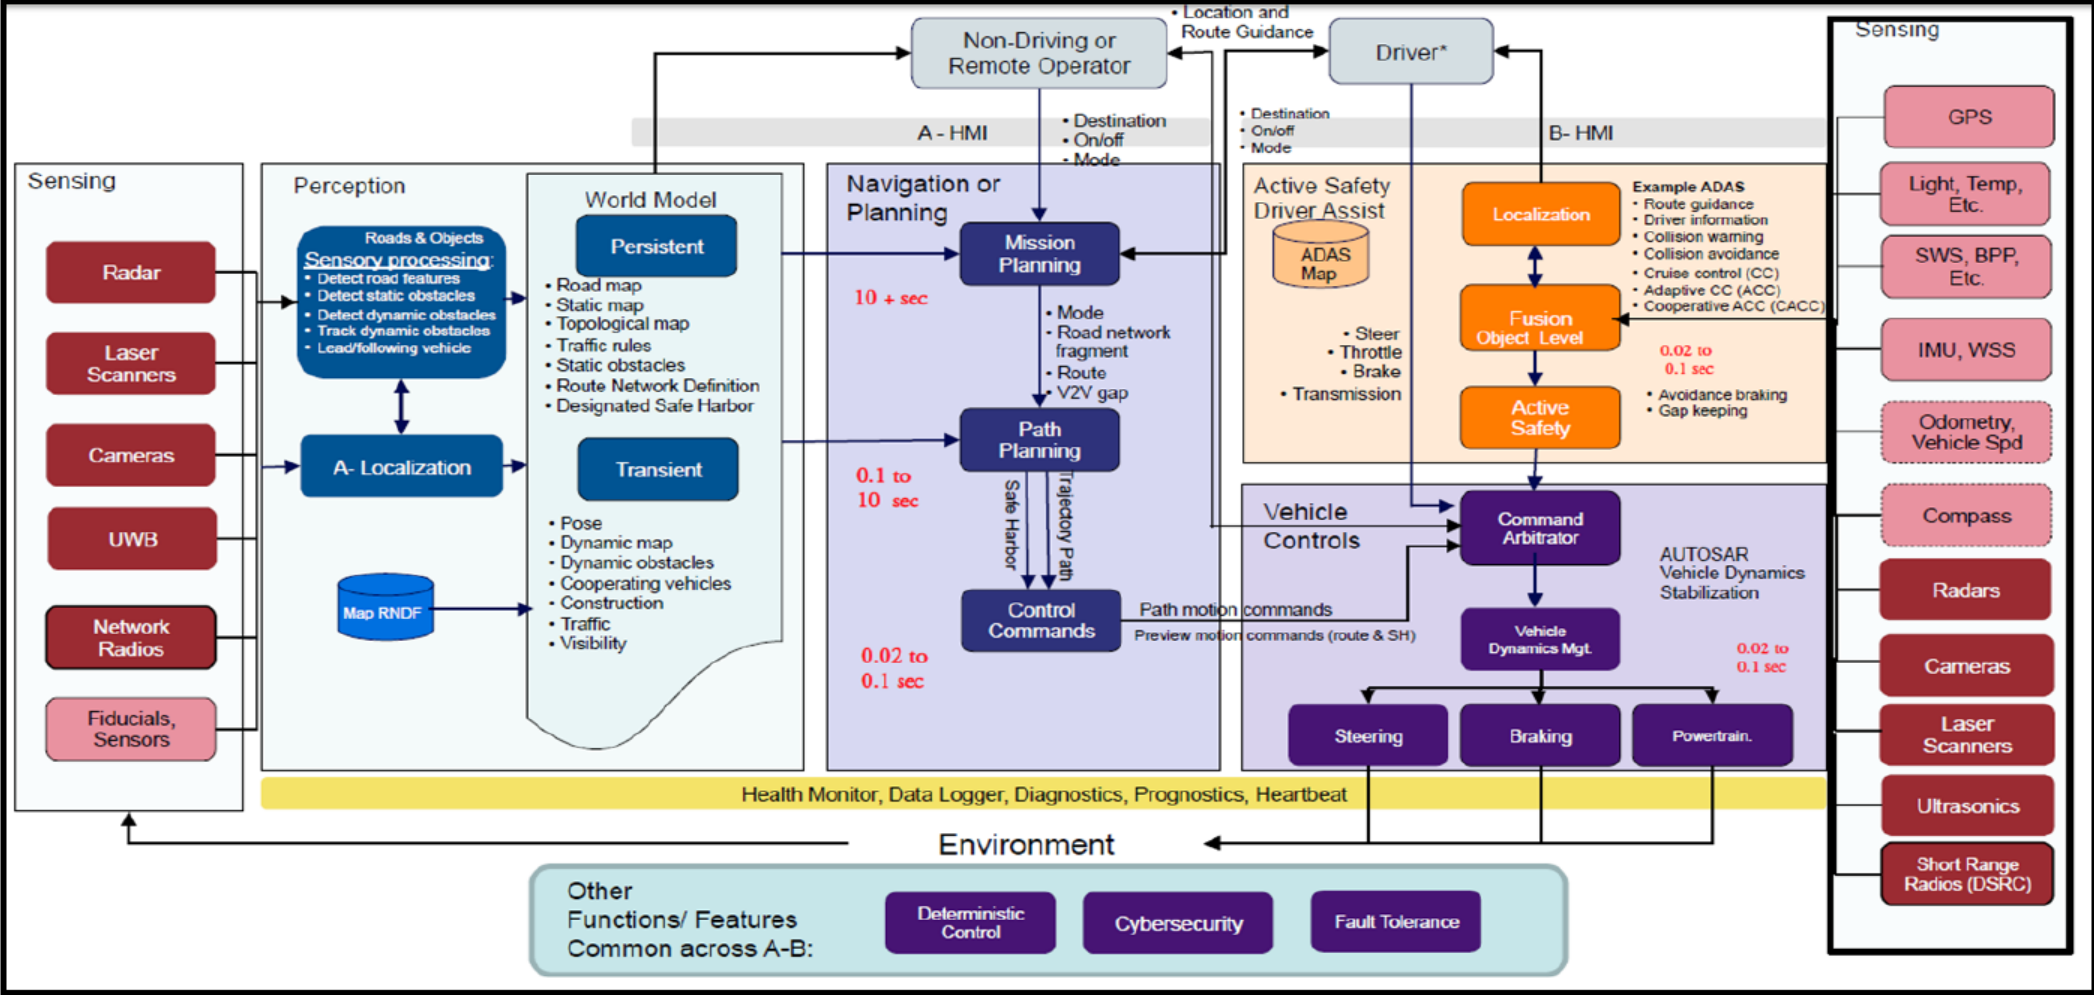 • Location and
Route Guidance
Non-Driving or
Remote Operator
Driver*
Sensing
A - HMI
• Destination
• On/off
• Mode
• Destination
• On/off
• Mode
B- HMI
Sensing
Radar
Laser
Scanners
Cameras
UWB
Network
Radios
Fiducials,
Sensors
Perception
Roads & Objects
Sensory processing:
• Detect road features
• Detect static obstacles
• Detect dynamic obstacles
• Track dynamic obstacles
• Lead/following vehicle
A- Localization
Map RNDF
World Model
Persistent
• Road map
• Static map
• Topological map
• Traffic rules
• Static obstacles
• Route Network Definition
• Designated Safe Harbor
Transient
• Pose
• Dynamic map
• Dynamic obstacles
• Cooperating vehicles
• Construction
• Traffic
• Visibility
Navigation or
Planning
Mission
Planning
10 + sec
• Mode
• Road network
fragment
• Route
• V2V gap
Path
Planning
0.1 to
10 sec
Safe Harbor
Trajectory Path
Control
Commands
0.02 to
0.1 sec
Path motion commands
Preview motion commands (route & SH)
Active Safety
Driver Assist
ADAS
Map
Localization
Example ADAS
• Route guidance
• Driver information
• Collision warning
• Collision avoidance
• Cruise control (CC)
• Adaptive CC (ACC)
• Cooperative ACC (CACC)
Fusion
Object Level
• Steer
• Throttle
• Brake
• Transmission
0.02 to
0.1 sec
Active
Safety
• Avoidance braking
• Gap keeping
Vehicle
Controls
Command
Arbitrator
AUTOSAR
Vehicle Dynamics
Stabilization
Vehicle
Dynamics Mgt.
0.02 to
0.1 sec
Steering
Braking
Powertrain.
GPS
Light, Temp,
Etc.
SWS, BPP,
Etc.
IMU, WSS
Odometry,
Vehicle Spd
Compass
Radars
Cameras
Laser
Scanners
Ultrasonics
Short Range
Radios (DSRC)
Health Monitor, Data Logger, Diagnostics, Prognostics, Heartbeat
Environment
Other
Functions/ Features
Common across A-B:
Deterministic
Control
Cybersecurity
Fault Tolerance